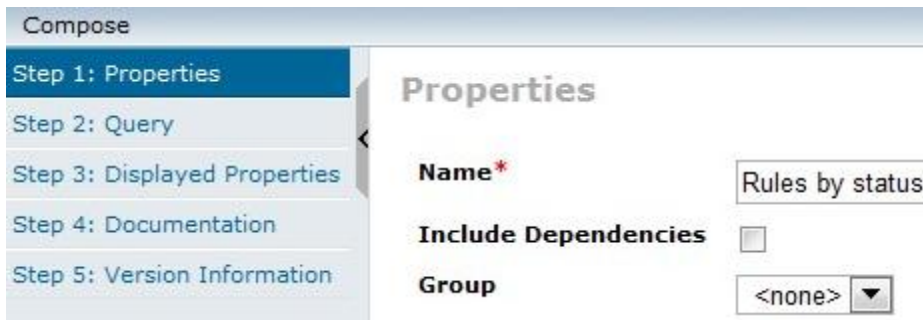 Compose
Step 1: Properties
Step 2: Query
Step 3: Displayed Properties
Step 4: Documentation
Step 5: Version Information
Properties
Name*
Rules by status
Include Dependencies
Group
<none>